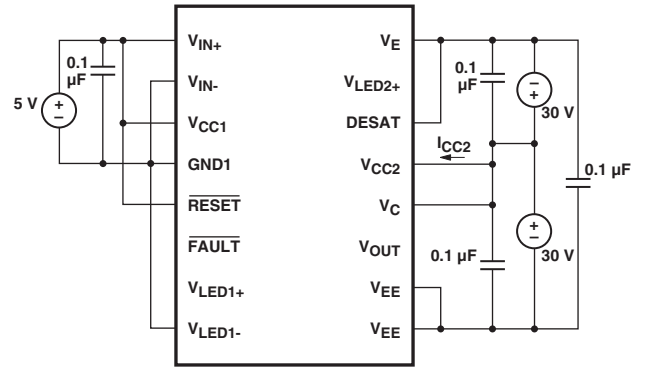 V_IN+
V_IN-
V_CC1
GND1
RESET
FAULT
V_LED1+
V_LED1-
V_E
V_LED2+
DESAT
V_CC2
V_C
V_OUT
V_EE
V_EE
0.1
µF
5 V
+
−
0.1
µF
−
+
30 V
I_CC2
0.1 µF
+
−
0.1 µF
30 V